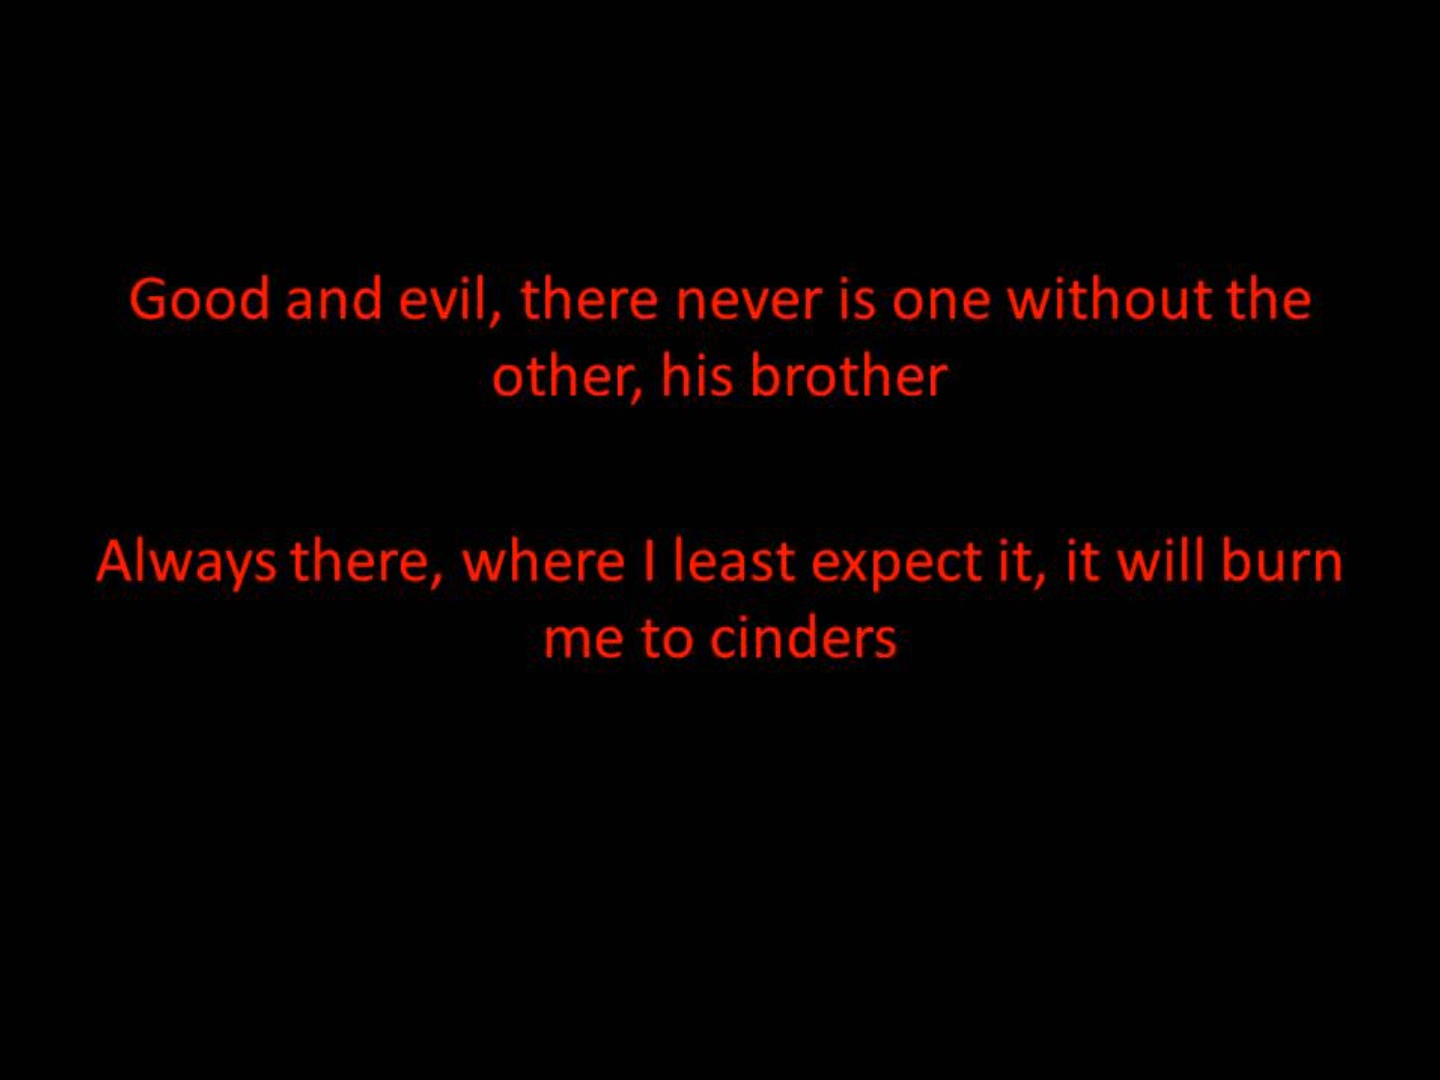 Good and evil, there never is one without the
other, his brother
Always there, where I least expect it, it will burn
me to cinders